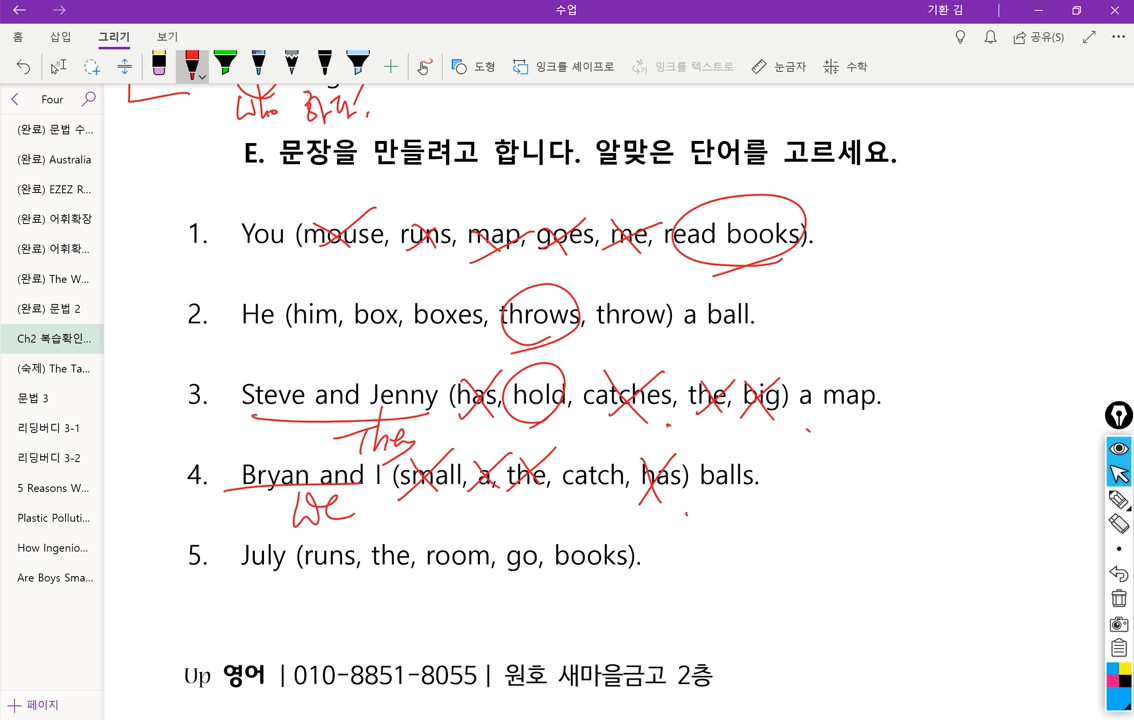 수업
기환 김
홈 삽입 그리기 보기
공유(S)
도형 잉크를 셰이프로 잉크를 텍스트로 눈금자 수학
Four
(완료) 문법 수...
(완료) Australia
(완료) EZEZ R...
(완료) 어휘확장
(완료) 어휘확...
(완료) The W...
(완료) 문법 2
Ch2 복습확인...
(숙제) The Ta...
문법 3
리딩버디 3-1
리딩버디 3-2
5 Reasons W...
Plastic Polluti...
How Ingenio...
Are Boys Sma...
페이지
who
E. 문장을 만들려고 합니다. 알맞은 단어를 고르세요.
1. You (mouse, runs, map, goes, me, read books).
2. He (him, box, boxes, throws, throw) a ball.
3. Steve and Jenny (has, hold, catches, the, big) a map.
They
4. Bryan and I (small, a, the, catch, has) balls.
We
5. July (runs, the, room, go, books).
Up 영어 | 010-8851-8055 | 원호 새마을금고 2층